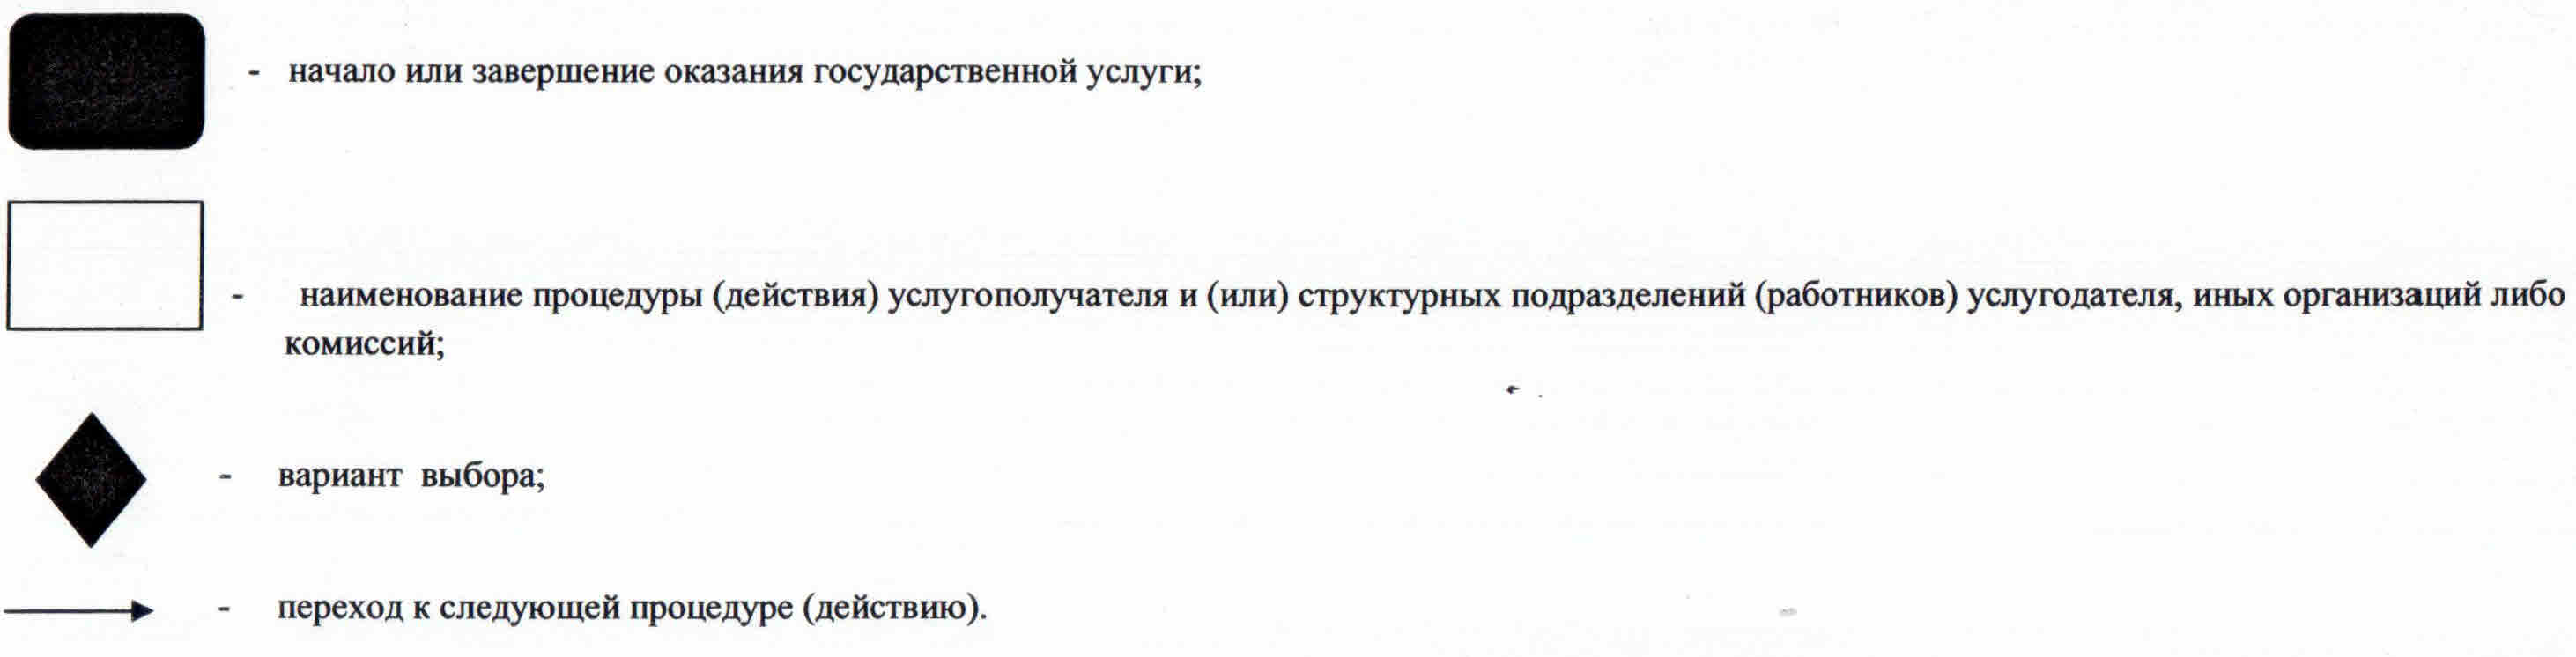 - начало или завершение оказания государственной услуги;
- наименование процедуры (действия) услугополучателя и (или) структурных подразделений (работников) услугодателя, иных организаций либо
комиссий;
- вариант выбора;
- переход к следующей процедуре (действию).